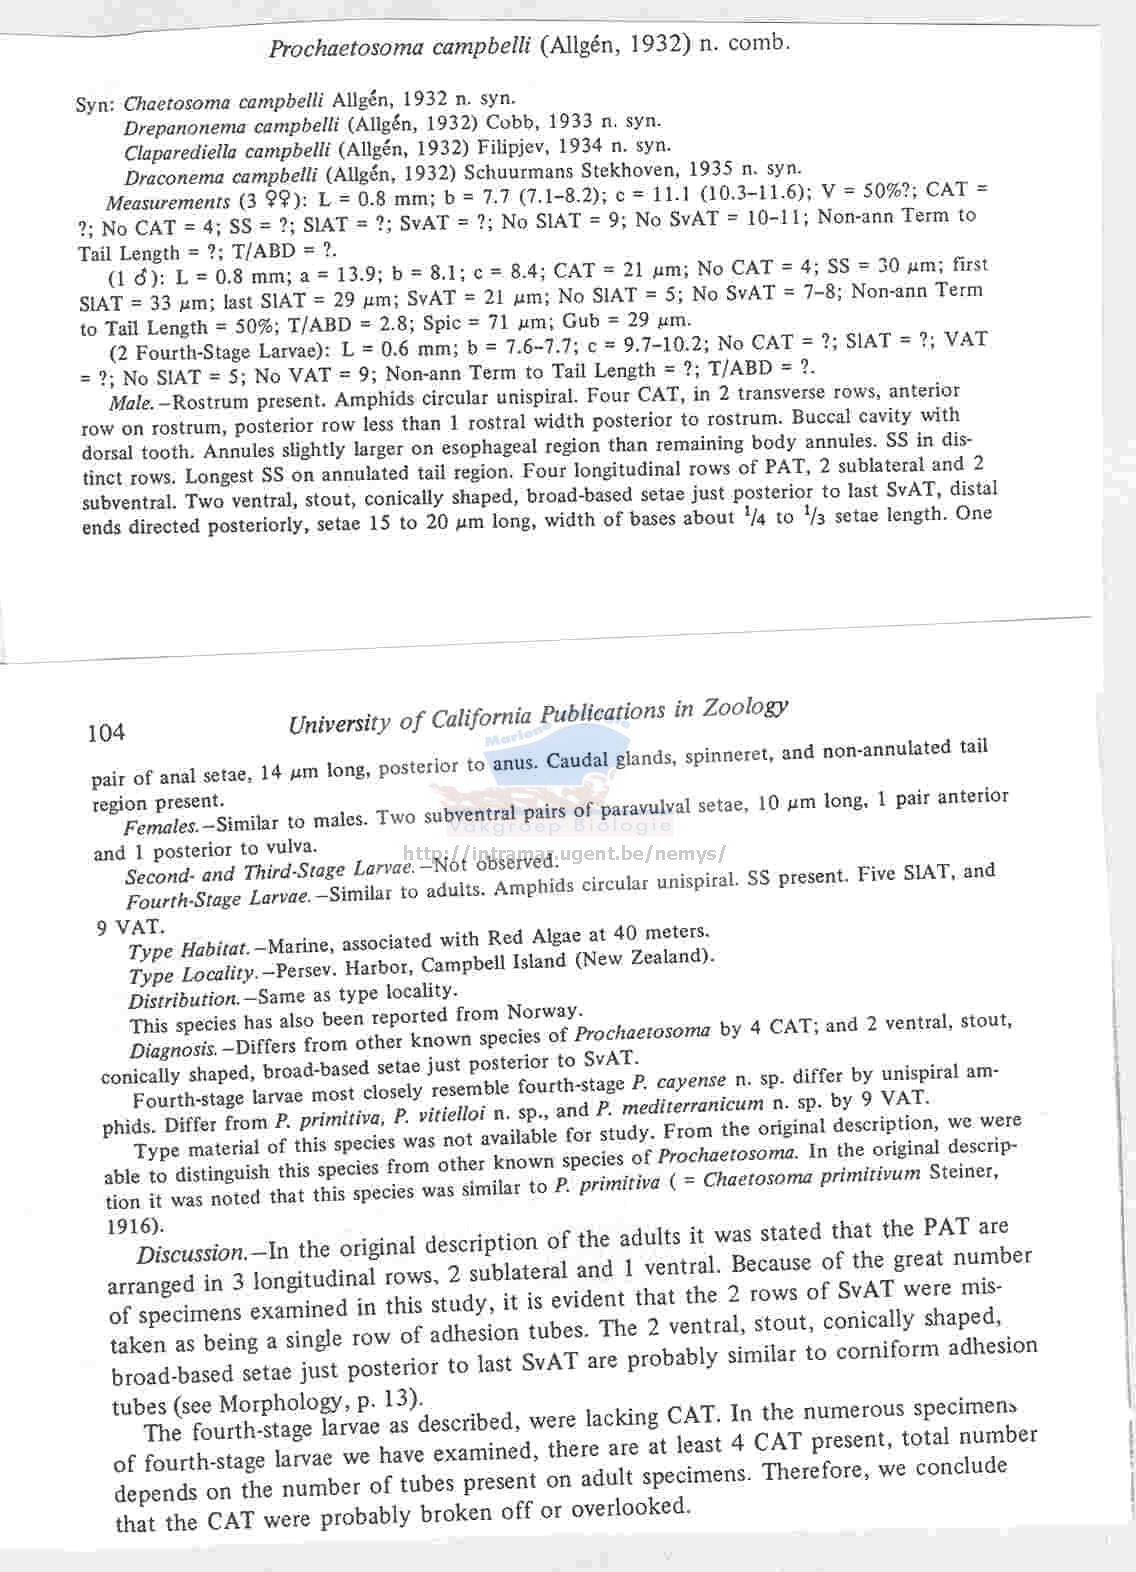 Prochaetosoma campbelli (Allgén, 1932) n. comb.
Syn: Chaetosoma campbelli Allgén, 1932 n. syn.
Drepanonema campbelli (Allgén, 1932) Cobb, 1933 n. syn.
Claparediella campbelli (Allgén, 1932) Filipjev, 1934 n. syn.
Draconema campbelli (Allgén, 1932) Schuurmans Stekhoven, 1935 n. syn.
Measurements (3 ♀♀): L = 0.8 mm; b = 7.7 (7.1–8.2); c = 11.1 (10.3–11.6); V = 50%?; CAT =
?; No CAT = 4; SS = ?; SlAT = ?; SvAT = ?; No SlAT = 9; No SvAT = 10–11; Non-ann Term to
Tail Length = ?; T/ABD = ?.
(1 ♂): L = 0.8 mm; a = 13.9; b = 8.1; c = 8.4; CAT = 21 μm; No CAT = 4; SS = 30 μm; first
SlAT = 33 μm; last SlAT = 29 μm; SvAT = 21 μm; No SlAT = 5; No SvAT = 7–8; Non-ann Term
to Tail Length = 50%; T/ABD = 2.8; Spic = 71 μm; Gub = 29 μm.
(2 Fourth-Stage Larvae): L = 0.6 mm; b = 7.6–7.7; c = 9.7–10.2; No CAT = ?; SlAT = ?; VAT
= ?; No SlAT = 5; No VAT = 9; Non-ann Term to Tail Length = ?; T/ABD = ?.
Male.—Rostrum present. Amphids circular unispiral. Four CAT, in 2 transverse rows, anterior
row on rostrum, posterior row less than 1 rostral width posterior to rostrum. Buccal cavity with
dorsal tooth. Annules slightly larger on esophageal region than remaining body annules. SS in dis-
tinct rows. Longest SS on annulated tail region. Four longitudinal rows of PAT, 2 sublateral and 2
subventral. Two ventral, stout, conically shaped, broad-based setae just posterior to last SvAT, distal
ends directed posteriorly, setae 15 to 20 μm long, width of bases about 1/4 to 1/3 setae length. One
104
University of California Publications in Zoology
pair of anal setae, 14 μm long, posterior to anus. Caudal glands, spinneret, and non-annulated tail
region present.
Females.—Similar to males. Two subventral pairs of paravulval setae, 10 μm long, 1 pair anterior
and 1 posterior to vulva.
Vakgroep Biologie
http://intramar.ugent.be/nemys/
Second- and Third-Stage Larvae.—Not observed.
Fourth-Stage Larvae.—Similar to adults. Amphids circular unispiral. SS present. Five SlAT, and
9 VAT.
Type Habitat.—Marine, associated with Red Algae at 40 meters.
Type Locality.—Persev. Harbor, Campbell Island (New Zealand).
Distribution.—Same as type locality.
This species has also been reported from Norway.
Diagnosis.—Differs from other known species of Prochaetosoma by 4 CAT; and 2 ventral, stout,
conically shaped, broad-based setae just posterior to SvAT.
Fourth-stage larvae most closely resemble fourth-stage P. cayense n. sp. differ by unispiral am-
phids. Differ from P. primitiva, P. vitielloi n. sp., and P. mediterranicum n. sp. by 9 VAT.
Type material of this species was not available for study. From the original description, we were
able to distinguish this species from other known species of Prochaetosoma. In the original descrip-
tion it was noted that this species was similar to P. primitiva ( = Chaetosoma primitivum Steiner,
1916).
Discussion.—In the original description of the adults it was stated that the PAT are
arranged in 3 longitudinal rows, 2 sublateral and 1 ventral. Because of the great number
of specimens examined in this study, it is evident that the 2 rows of SvAT were mis-
taken as being a single row of adhesion tubes. The 2 ventral, stout, conically shaped,
broad-based setae just posterior to last SvAT are probably similar to corniform adhesion
tubes (see Morphology, p. 13).
The fourth-stage larvae as described, were lacking CAT. In the numerous specimens
of fourth-stage larvae we have examined, there are at least 4 CAT present, total number
depends on the number of tubes present on adult specimens. Therefore, we conclude
that the CAT were probably broken off or overlooked.